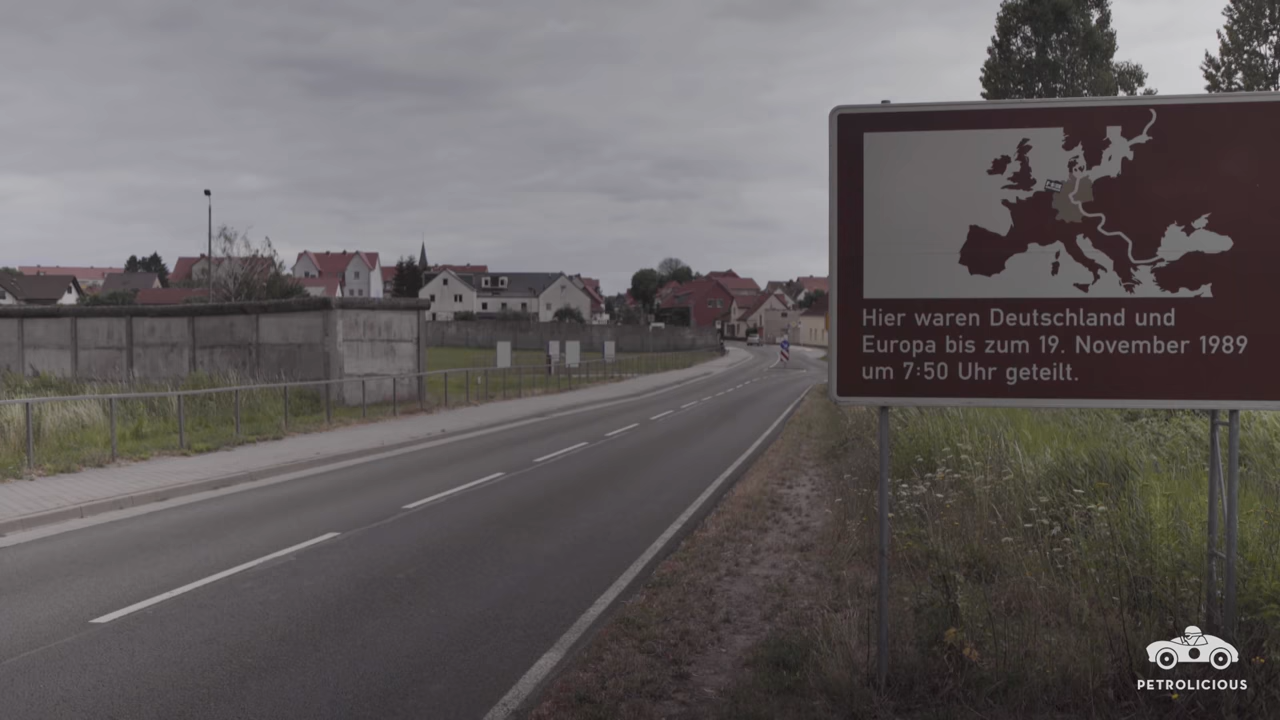 Hier waren Deutschland und
Europa bis zum 19. November 1989
um 7:50 Uhr geteilt.
PETROLICIOUS